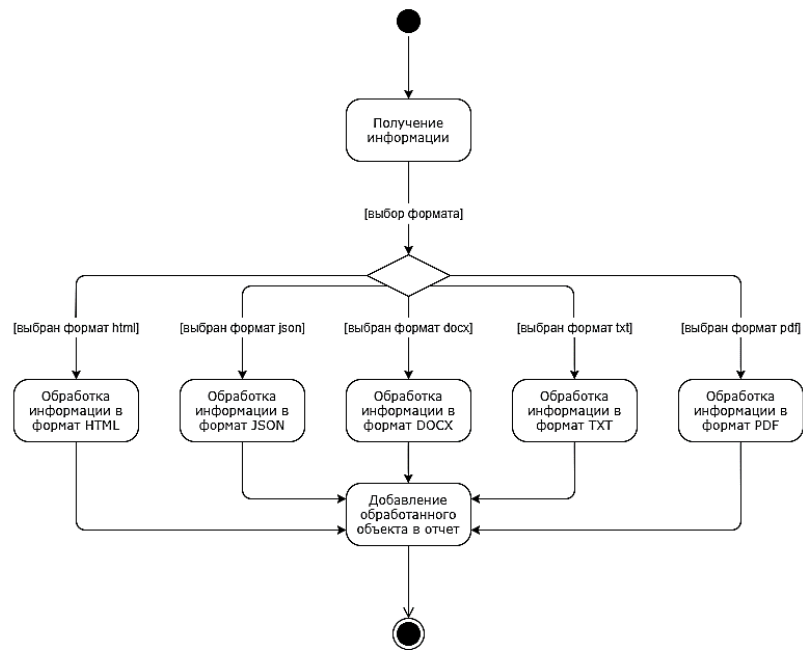 Получение
информации
[выбор формата]
[выбран формат html]
[выбран формат json]
[выбран формат docx]
[выбран формат txt]
[выбран формат pdf]
Обработка
информации в
формат HTML
Обработка
информации в
формат JSON
Обработка
информации в
формат DOCX
Обработка
информации в
формат TXT
Обработка
информации в
формат PDF
Добавление
обработанного
объекта в отчет